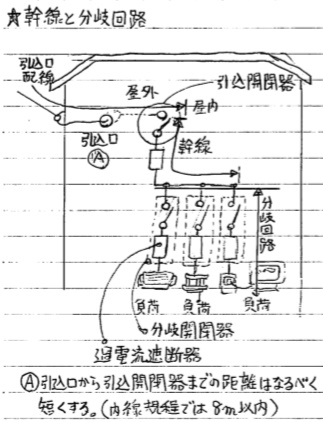 ☆幹線と分岐回路
引込口
配線
屋外
引込開閉器
屋内
引込口
Ⓐ
幹線
分岐回路
負荷
負荷
負荷
分岐開閉器
過電流遮断器
Ⓐ引込口から引込開閉器までの距離はなるべく
短くする。(内線規程では8m以内)